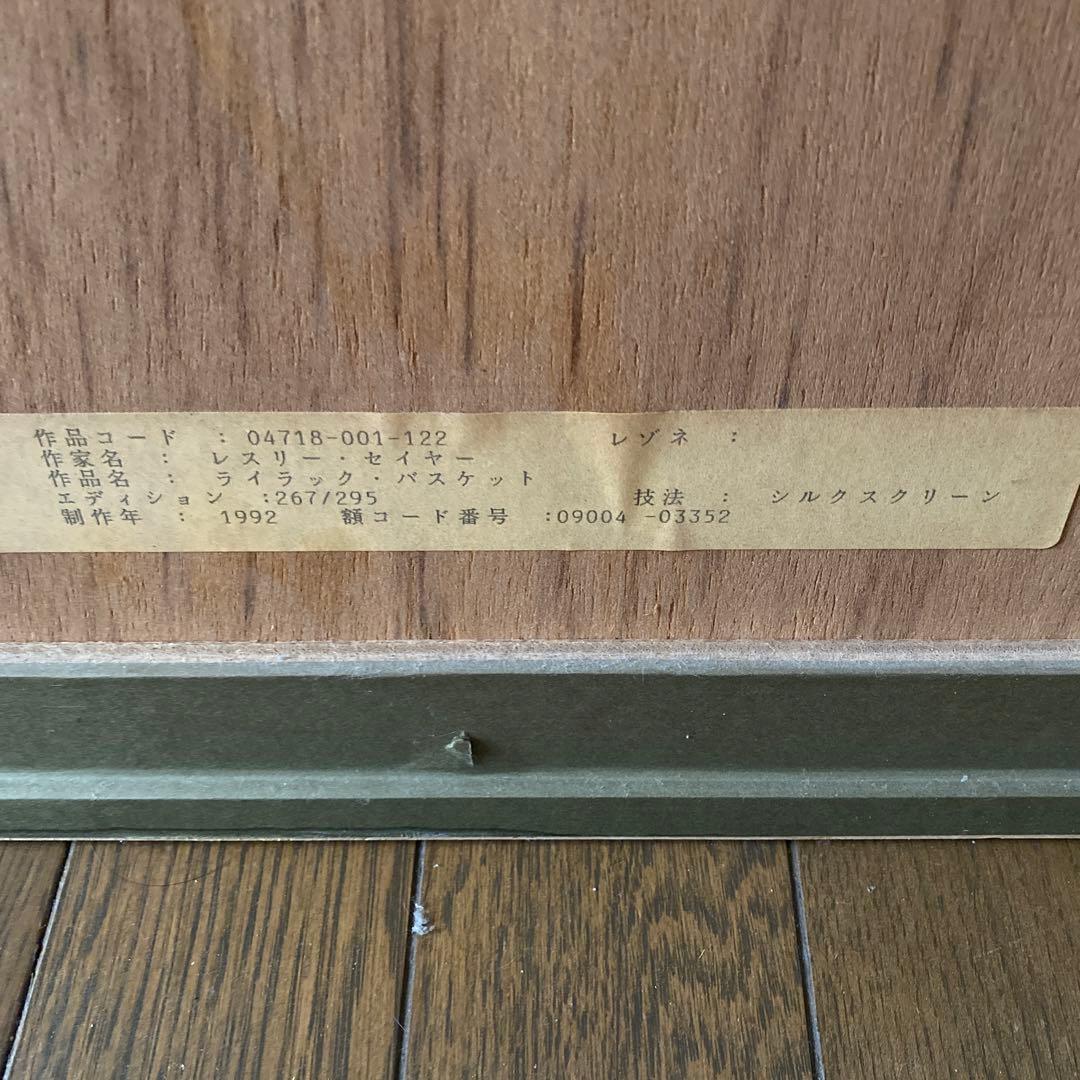 作品コード : 04718-001-122 レゾネ :
作家名 : レスリー・セイヤー
作品名 : ライラック・バスケット
エディション :267/295 技法 : シルクスクリーン
制作年 : 1992 額コード番号 :09004 -03352